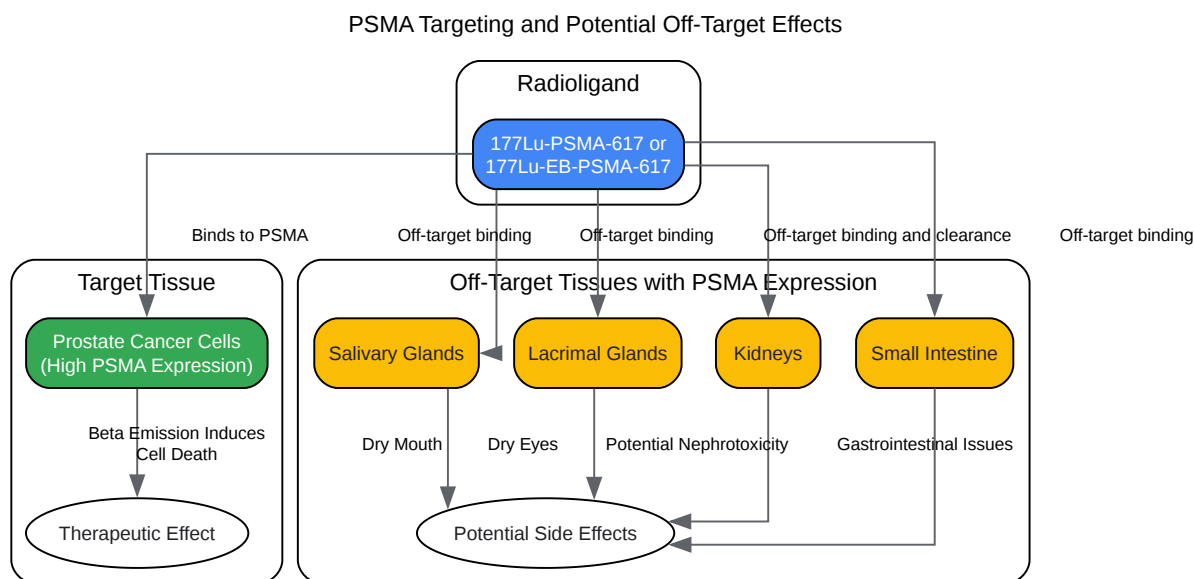 PSMA Targeting and Potential Off-Target Effects
Radioligand
177Lu-PSMA-617 or
177Lu-EB-PSMA-617
Binds to PSMA
Off-target binding
Off-target binding
Off-target binding and clearance
Off-target binding
Target Tissue
Off-Target Tissues with PSMA Expression
Prostate Cancer Cells
(High PSMA Expression)
Salivary Glands
Lacrimal Glands
Kidneys
Small Intestine
Beta Emission Induces
Cell Death
Dry Mouth
Dry Eyes
Potential Nephrotoxicity
Gastrointestinal Issues
Therapeutic Effect
Potential Side Effects